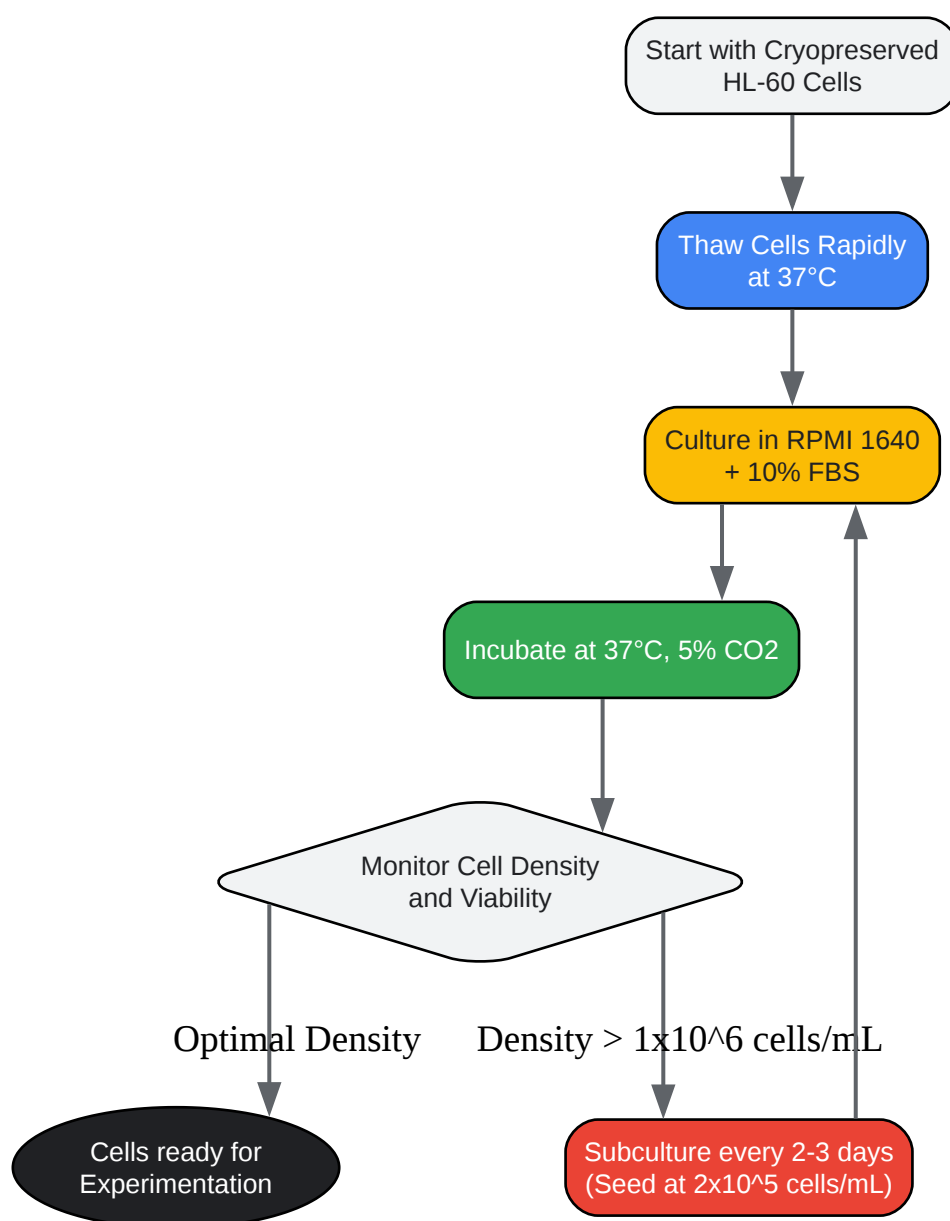 Start with Cryopreserved
HL-60 Cells
Thaw Cells Rapidly
at 37°C
Culture in RPMI 1640
+ 10% FBS
Incubate at 37°C, 5% CO2
Monitor Cell Density
and Viability
Optimal Density
Density > 1x10^6 cells/mL
Cells ready for
Experimentation
Subculture every 2-3 days
(Seed at 2x10^5 cells/mL)